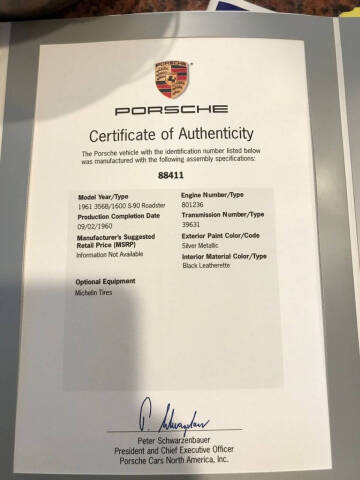 PORSCHE
PORSCHE
Certificate of Authenticity
The Porsche vehicle with the identification number listed below
was manufactured with the following assembly specifications:
88411
Model Year/Type
1961 356B/1600 S-90 Roadster
Production Completion Date
09/02/1960
Manufacturer's Suggested
Retail Price (MSRP)
Information Not Available
Optional Equipment
Michelin Tires
Engine Number/Type
801236
Transmission Number/Type
39631
Exterior Paint Color/Code
Silver Metallic
Interior Material Color/Type
Black Leatherette
P. Schwarzenbauer
Peter Schwarzenbauer
President and Chief Executive Officer
Porsche Cars North America, Inc.